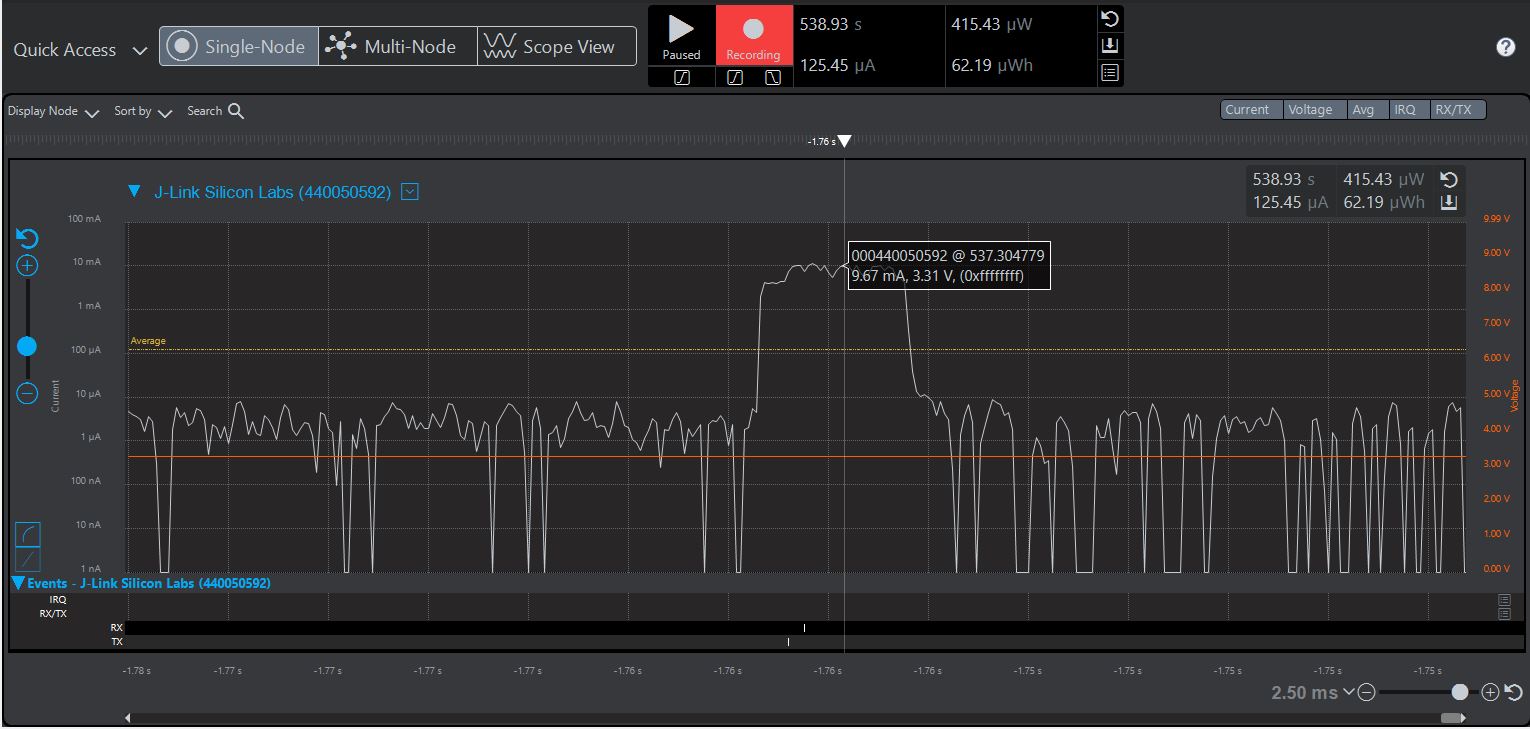 Quick Access
Single-Node
Multi-Node
Scope View
Paused
Recording
538.93 s
415.43 µW
125.45 µA
62.19 µWh
Display Node
Sort by
Search
Current
Voltage
Avg
IRQ
RX/TX
-1.76 s
J-Link Silicon Labs (440050592)
538.93 s
415.43 µW
125.45 µA
62.19 µWh
100 mA
10 mA
1 mA
100 µA
10 µA
1 µA
100 nA
10 nA
1 nA
Current
Average
000440050592 @ 537.304779
9.67 mA, 3.31 V, (0xffffffff)
9.99 V
9.00 V
8.00 V
7.00 V
6.00 V
5.00 V
4.00 V
3.00 V
2.00 V
1.00 V
0.00 V
Voltage
Events - J-Link Silicon Labs (440050592)
IRQ
RX/TX
RX
TX
-1.78 s
-1.77 s
-1.77 s
-1.77 s
-1.77 s
-1.76 s
-1.76 s
-1.76 s
-1.76 s
-1.75 s
-1.75 s
-1.75 s
-1.75 s
-1.75 s
2.50 ms